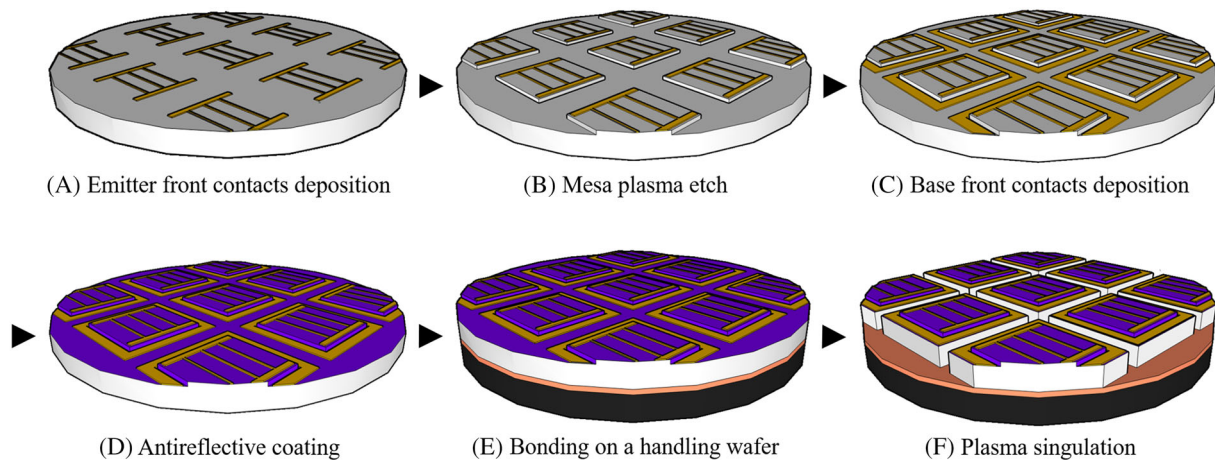 (A) Emitter front contacts deposition
(B) Mesa plasma etch
(C) Base front contacts deposition
(D) Antireflective coating
(E) Bonding on a handling wafer
(F) Plasma singulation